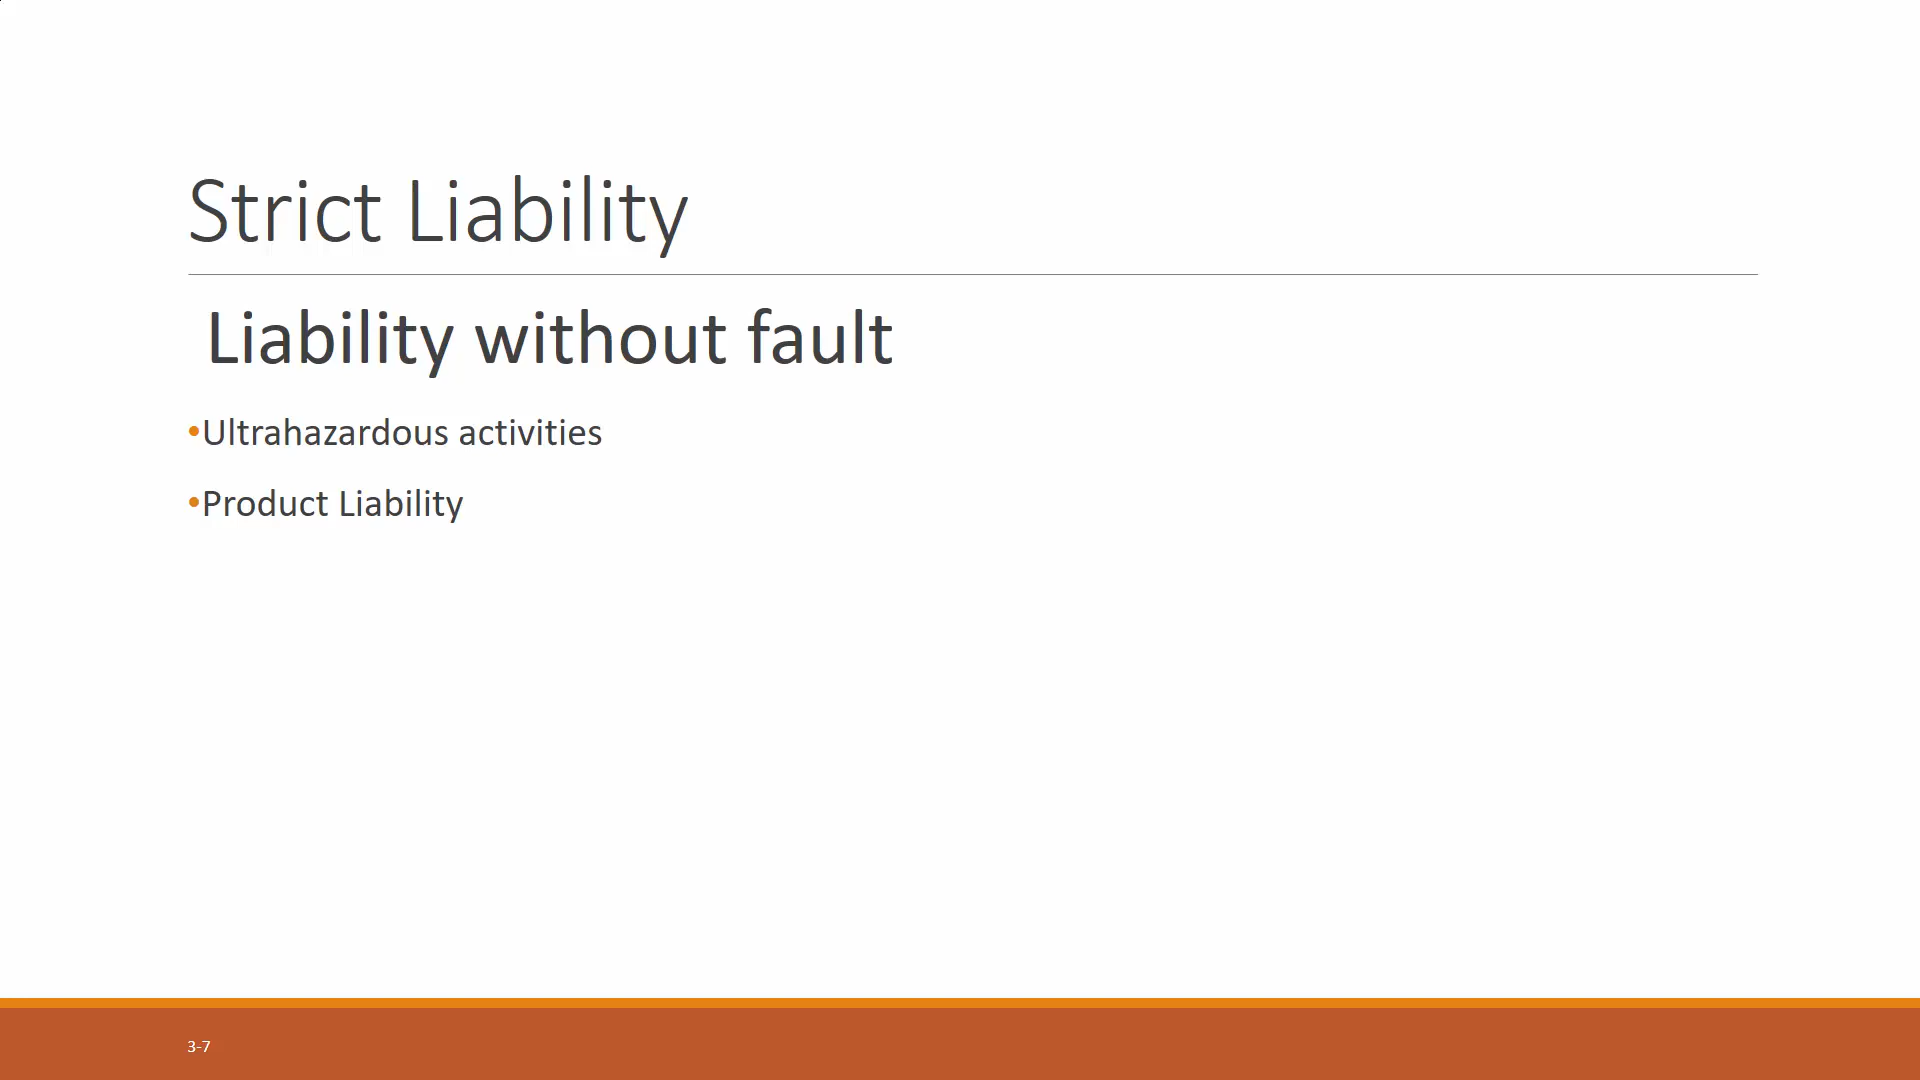 Strict Liability
Liability without fault
•Ultrahazardous activities
•Product Liability
3-7